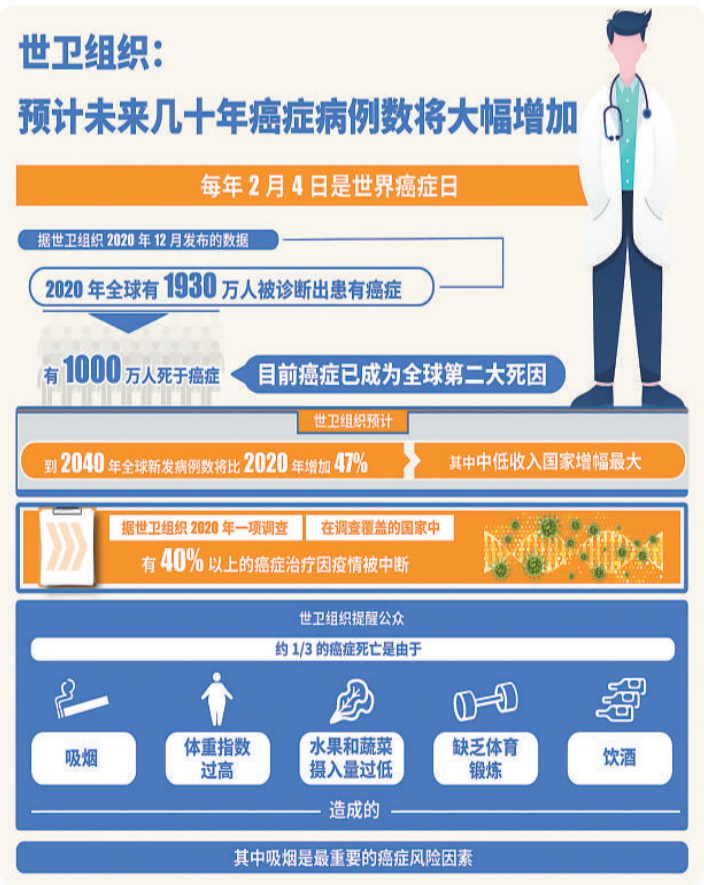 世卫组织：
预计未来几十年癌症病例数将大幅增加
每年2月4日是世界癌症日
据世卫组织2020年12月发布的数据
2020年全球有1930万人被诊断出患有癌症
有1000万人死于癌症
目前癌症已成为全球第二大死因
世卫组织预计
到2040年全球新发病例数将比2020年增加47%
其中中低收入国家增幅最大
据世卫组织2020年一项调查
在调查覆盖的国家中
有40%以上的癌症治疗因疫情被中断
世卫组织提醒公众
约1/3的癌症死亡是由于
吸烟
体重指数
过高
水果和蔬菜
摄入量过低
缺乏体育
锻炼
饮酒
造成的
其中吸烟是最重要的癌症风险因素